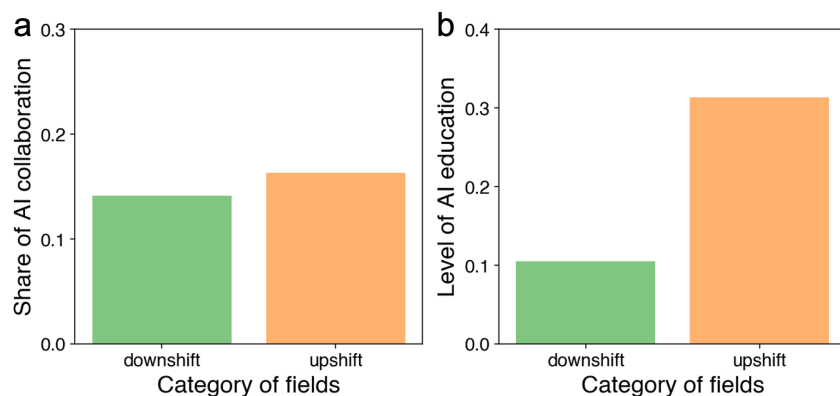 a
Share of AI collaboration
0.3
0.2
0.1
0.0
downshift
upshift
Category of fields
b
Level of AI education
0.4
0.3
0.2
0.1
0.0
downshift
upshift
Category of fields